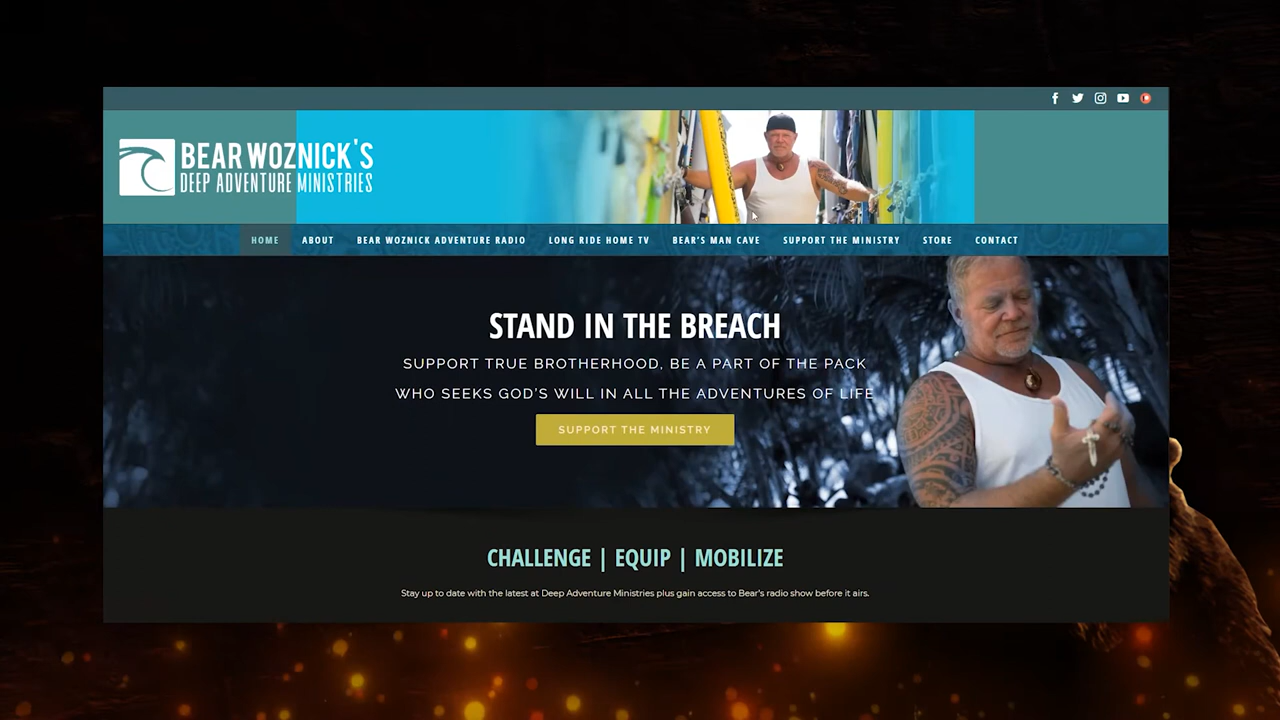 BEAR WOZNICK'S
DEEP ADVENTURE MINISTRIES
HOME ABOUT BEAR WOZNICK ADVENTURE RADIO LONG RIDE HOME TV BEAR'S MAN CAVE SUPPORT THE MINISTRY STORE CONTACT
STAND IN THE BREACH
SUPPORT TRUE BROTHERHOOD, BE A PART OF THE PACK
WHO SEEKS GOD'S WILL IN ALL THE ADVENTURES OF LIFE
SUPPORT THE MINISTRY
CHALLENGE | EQUIP | MOBILIZE
Stay up to date with the latest at Deep Adventure Ministries plus gain access to Bear's radio show before it airs.